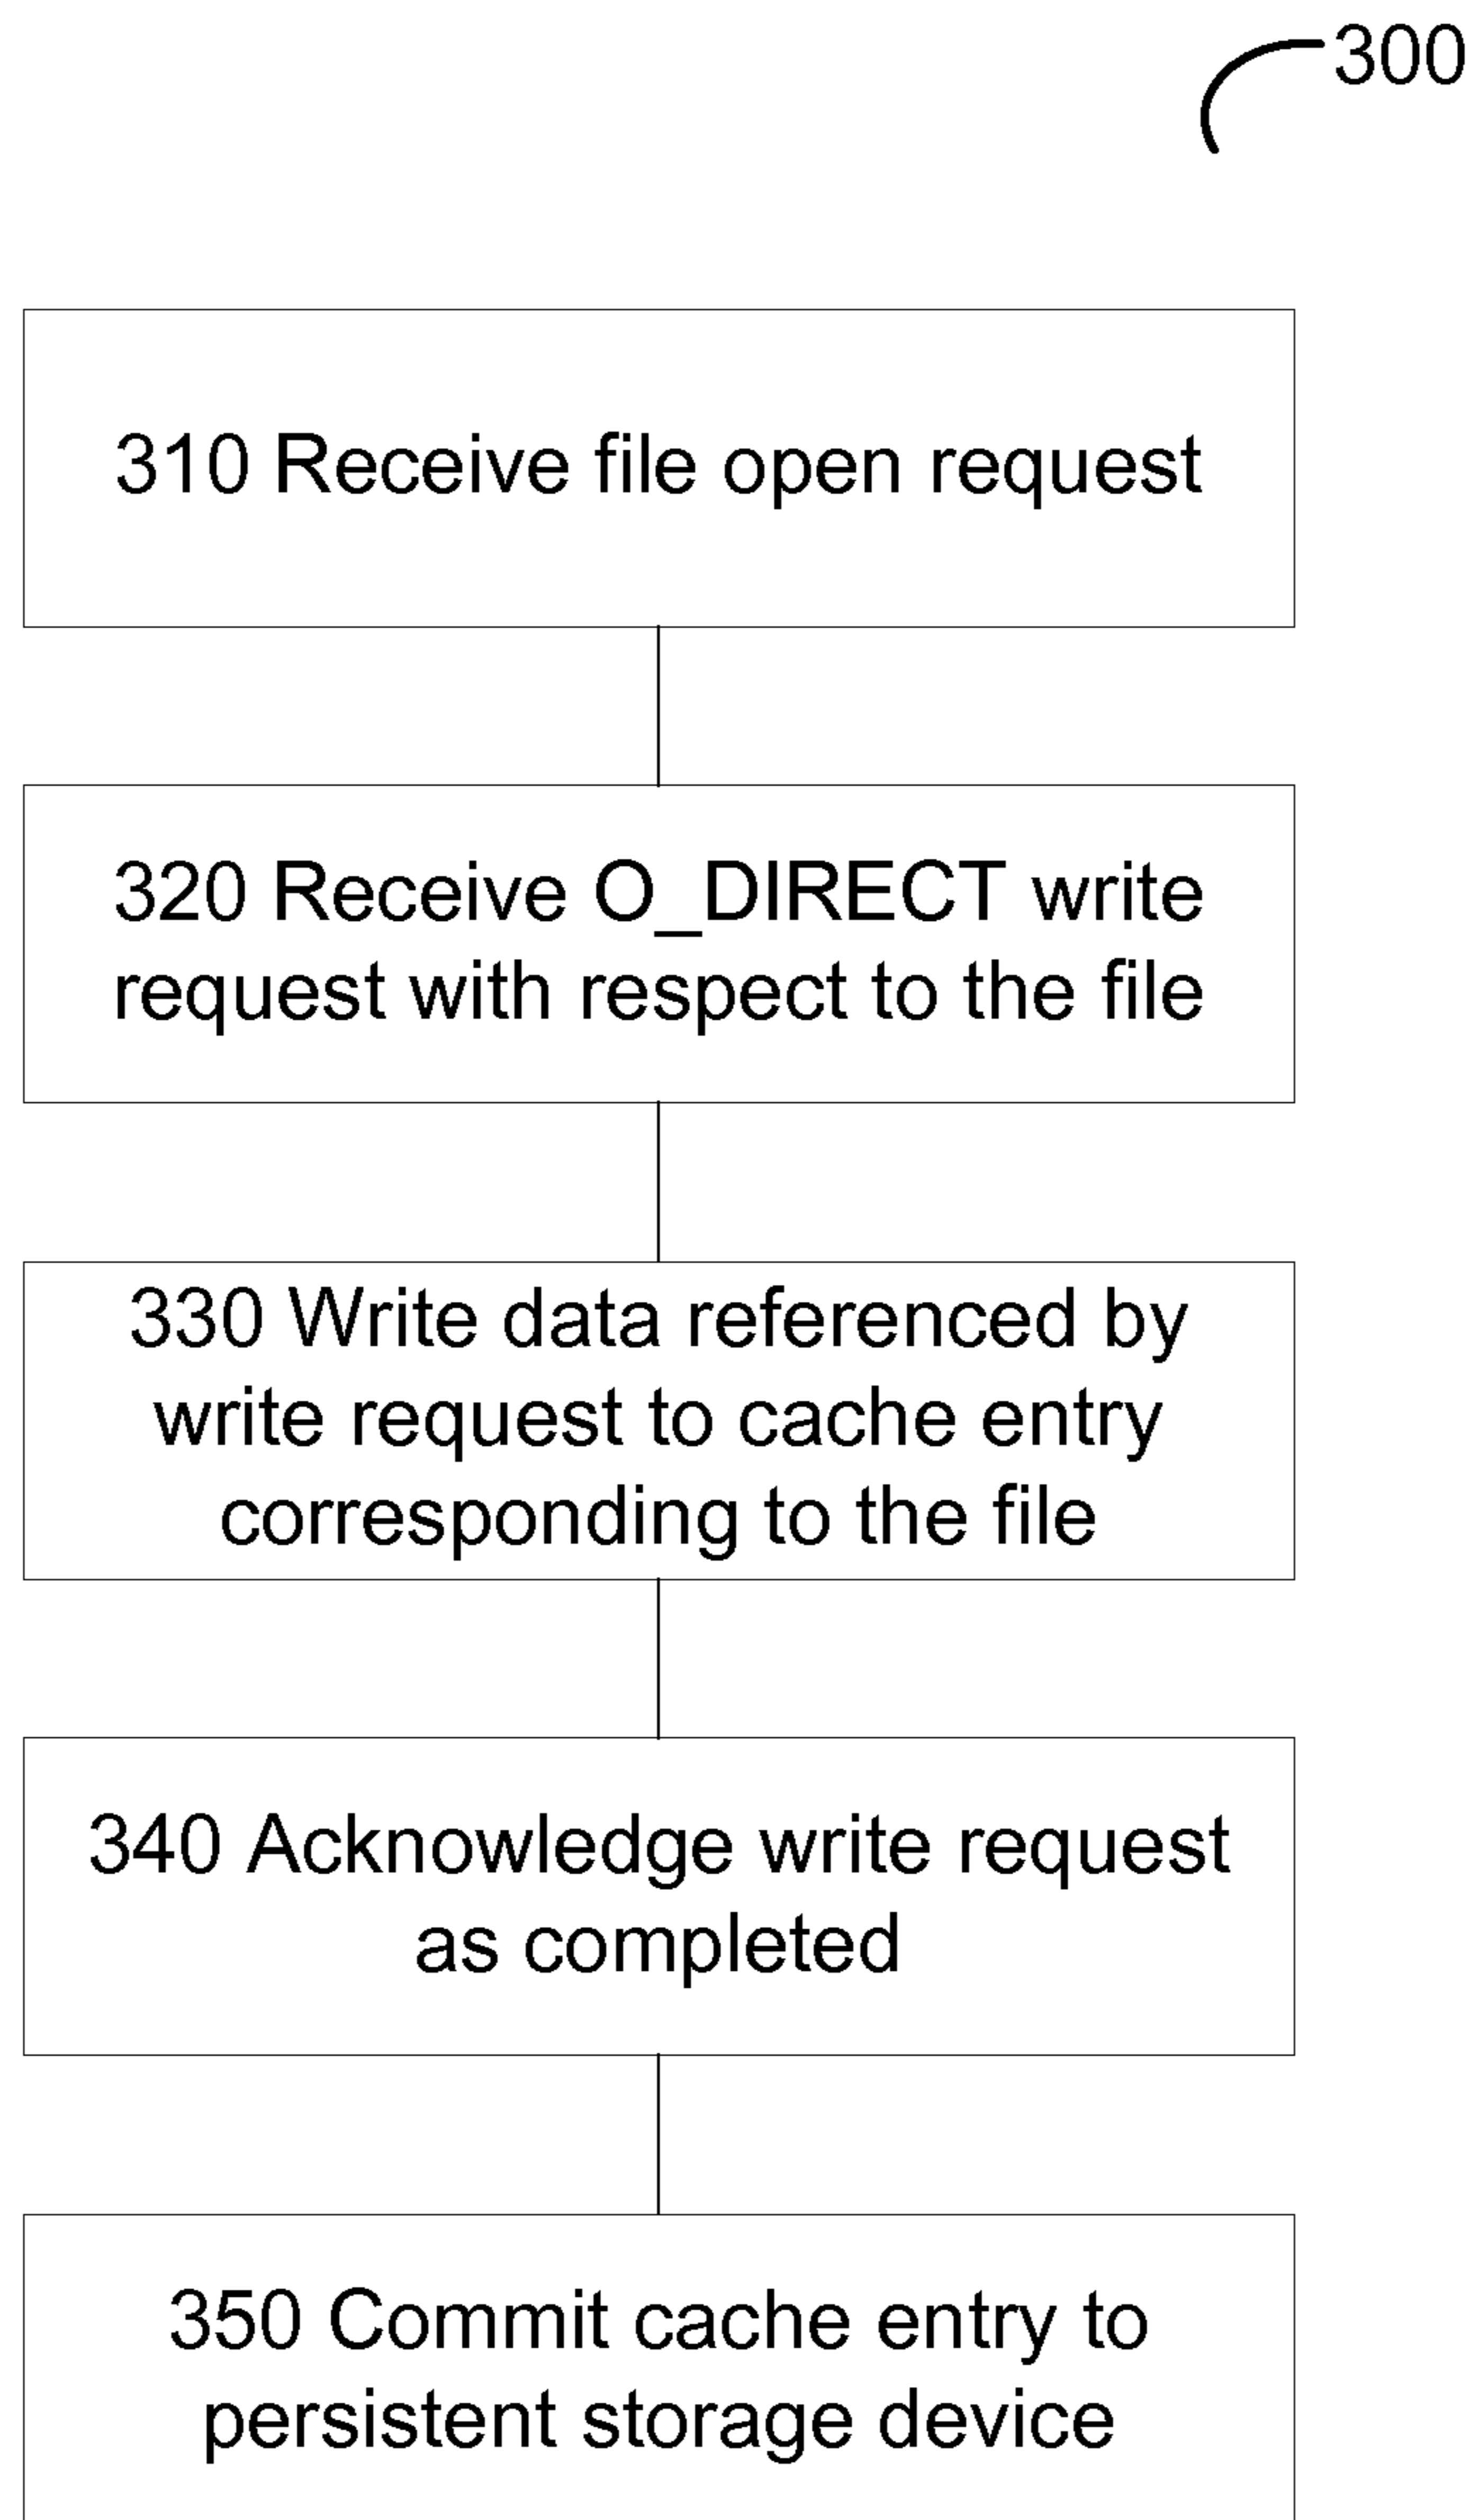 300
310 Receive file open request
320 Receive O_DIRECT write
request with respect to the file
330 Write data referenced by
write request to cache entry
corresponding to the file
340 Acknowledge write request
as completed
350 Commit cache entry to
persistent storage device